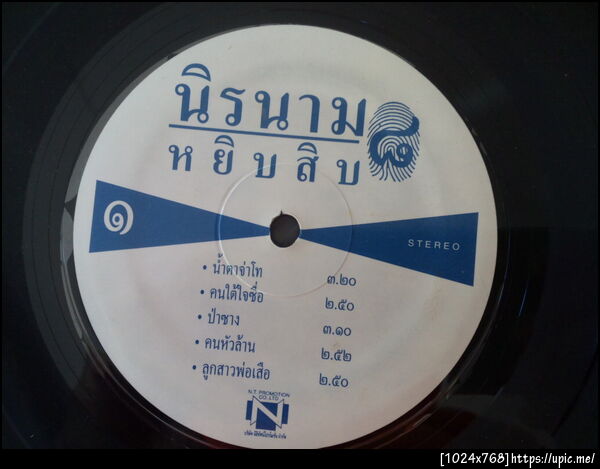 นิรนาม ๘
หยิบสิบ
๑
STEREO
• น้ำตาจ่าโท ๓.๒๐
• คนใต้ใจซื่อ ๒.๕๐
• ป่าซาง ๓.๑๐
• คนหัวล้าน ๒.๕๒
• ลูกสาวพ่อเสือ ๒.๕๐
N.T. PROMOTION
CO.,LTD
N
[1024x768]https://upic.me/